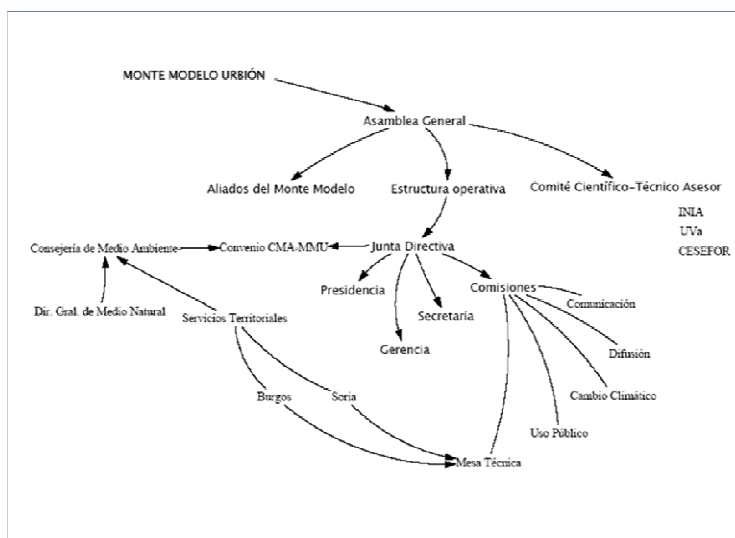 MONTE MODELO URBIÓN
Asamblea General
Aliados del Monte Modelo
Estructura operativa
Comité Científico-Técnico Asesor
INIA
UVa
CESEFOR
Consejería de Medio Ambiente
Convenio CMA-MMU
Junta Directiva
Presidencia
Comisiones
Comunicación
Dir. Gral. de Medio Natural
Servicios Territoriales
Secretaría
Gerencia
Difusión
Burgos
Soria
Cambio Climático
Uso Público
Mesa Técnica